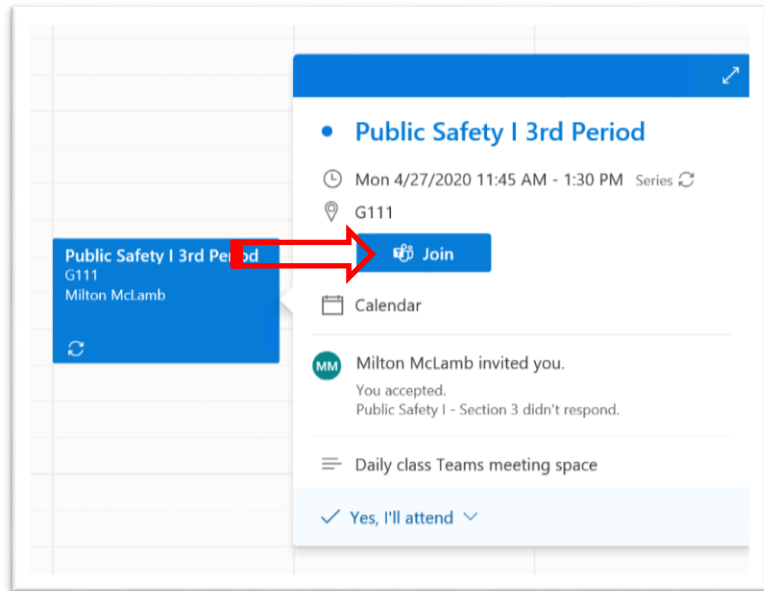 Public Safety I 3rd Period
Mon 4/27/2020 11:45 AM - 1:30 PM Series
G111
Join
Calendar
MM
Milton McLamb invited you.
You accepted.
Public Safety I - Section 3 didn't respond.
Daily class Teams meeting space
Yes, I'll attend
Public Safety I 3rd Period
G111
Milton McLamb